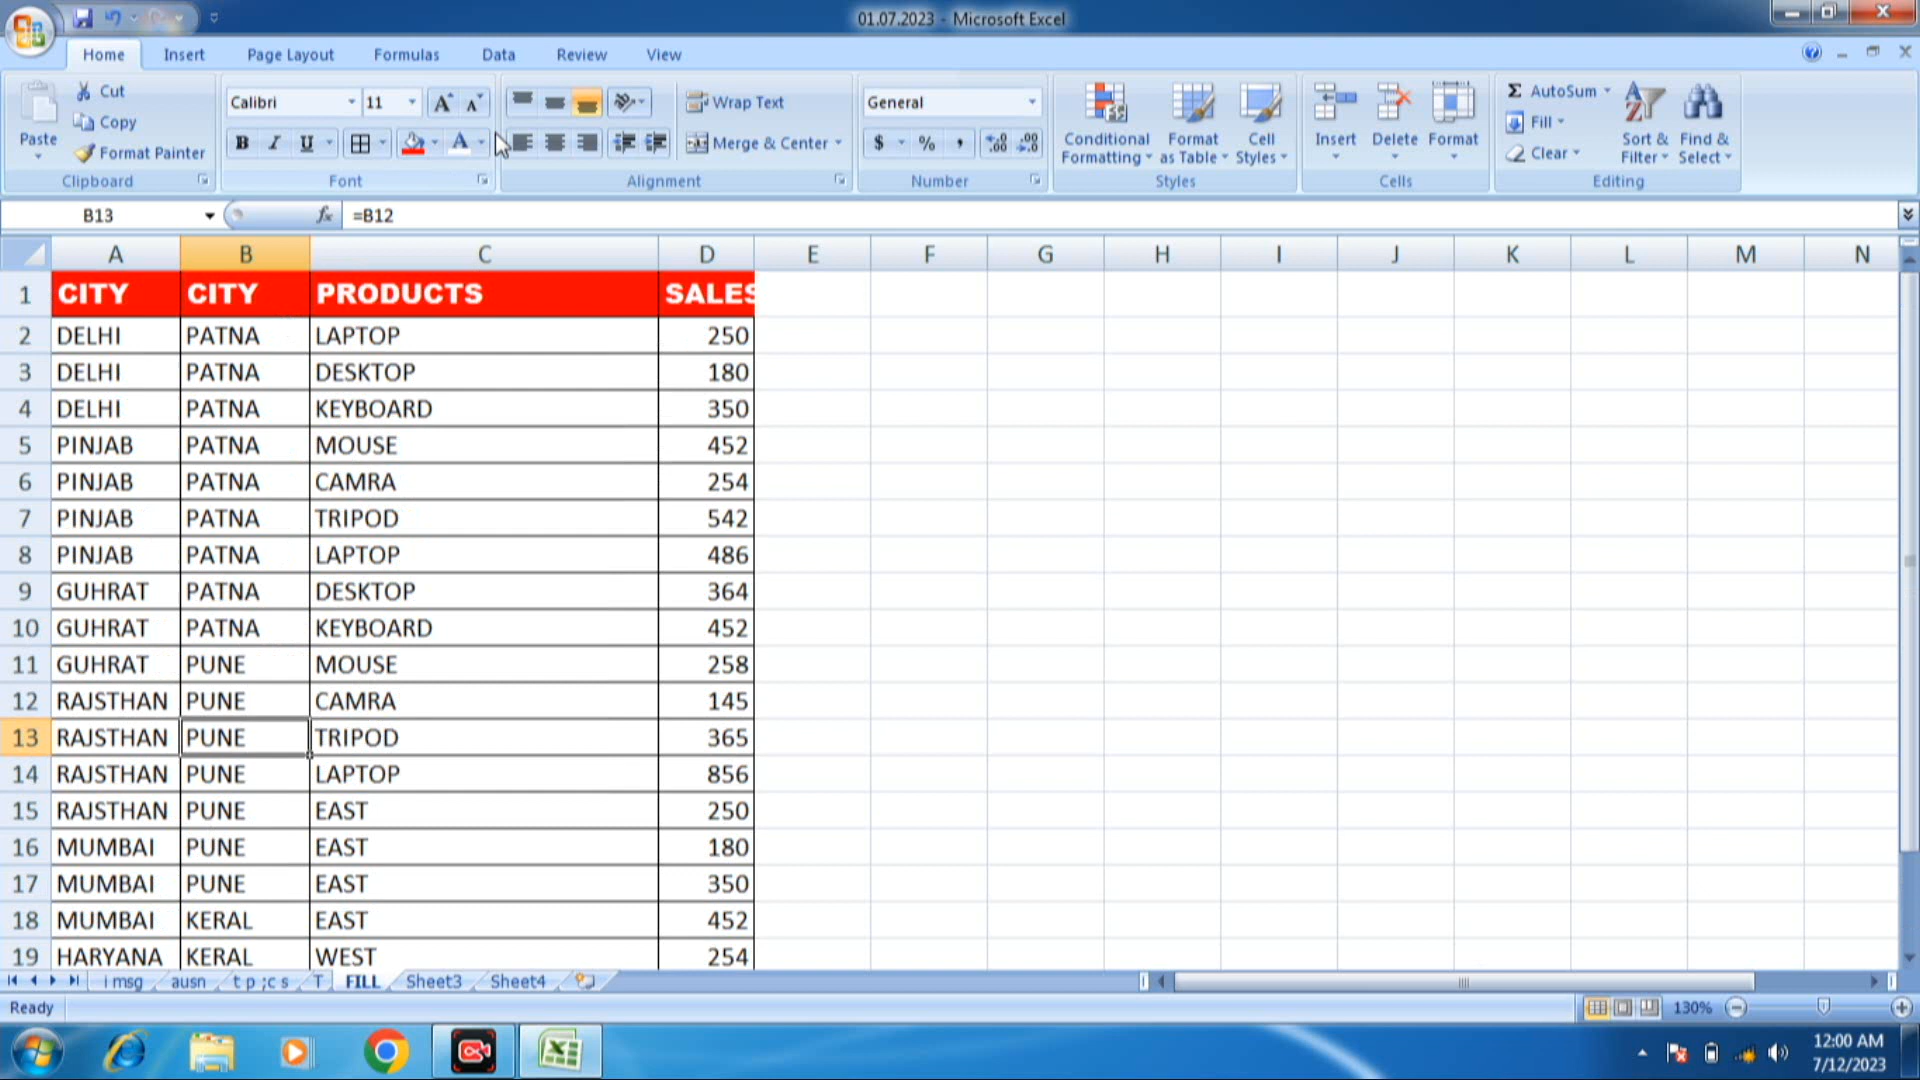 01.07.2023 - Microsoft Excel
Home Insert Page Layout Formulas Data Review View
Paste Cut Copy Format Painter
Clipboard
Calibri 11
B I U A
Font
Wrap Text
Merge & Center
Alignment
General
$ % ,
Number
Conditional Formatting Format as Table Cell Styles
Styles
Insert Delete Format
Cells
Σ AutoSum
Fill
Clear
Sort & Filter Find & Select
Editing
B13 fx =B12
A B C D E F G H I J K L M N
1 CITY CITY PRODUCTS SALES
2 DELHI PATNA LAPTOP 250
3 DELHI PATNA DESKTOP 180
4 DELHI PATNA KEYBOARD 350
5 PINJAB PATNA MOUSE 452
6 PINJAB PATNA CAMRA 254
7 PINJAB PATNA TRIPOD 542
8 PINJAB PATNA LAPTOP 486
9 GUHRAT PATNA DESKTOP 364
10 GUHRAT PATNA KEYBOARD 452
11 GUHRAT PUNE MOUSE 258
12 RAJSTHAN PUNE CAMRA 145
13 RAJSTHAN PUNE TRIPOD 365
14 RAJSTHAN PUNE LAPTOP 856
15 RAJSTHAN PUNE EAST 250
16 MUMBAI PUNE EAST 180
17 MUMBAI PUNE EAST 350
18 MUMBAI KERAL EAST 452
19 HARYANA KERAL WEST 254
i msg ausn t p ;c s T FILL Sheet3 Sheet4
Ready 130%
12:00 AM
7/12/2023